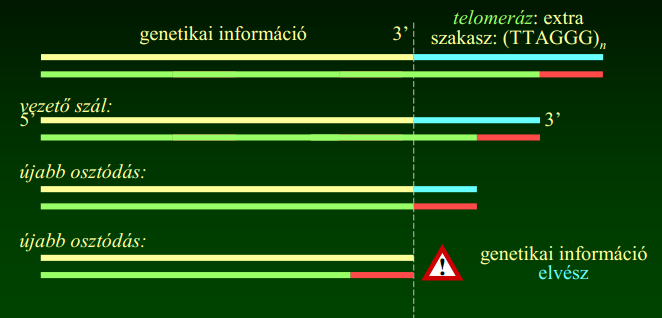 genetikai információ
3’
telomeráz: extra
szakasz: (TTAGGG)n
vezető szál:
5’
3’
újabb osztódás:
újabb osztódás:
!
genetikai információ
elvész